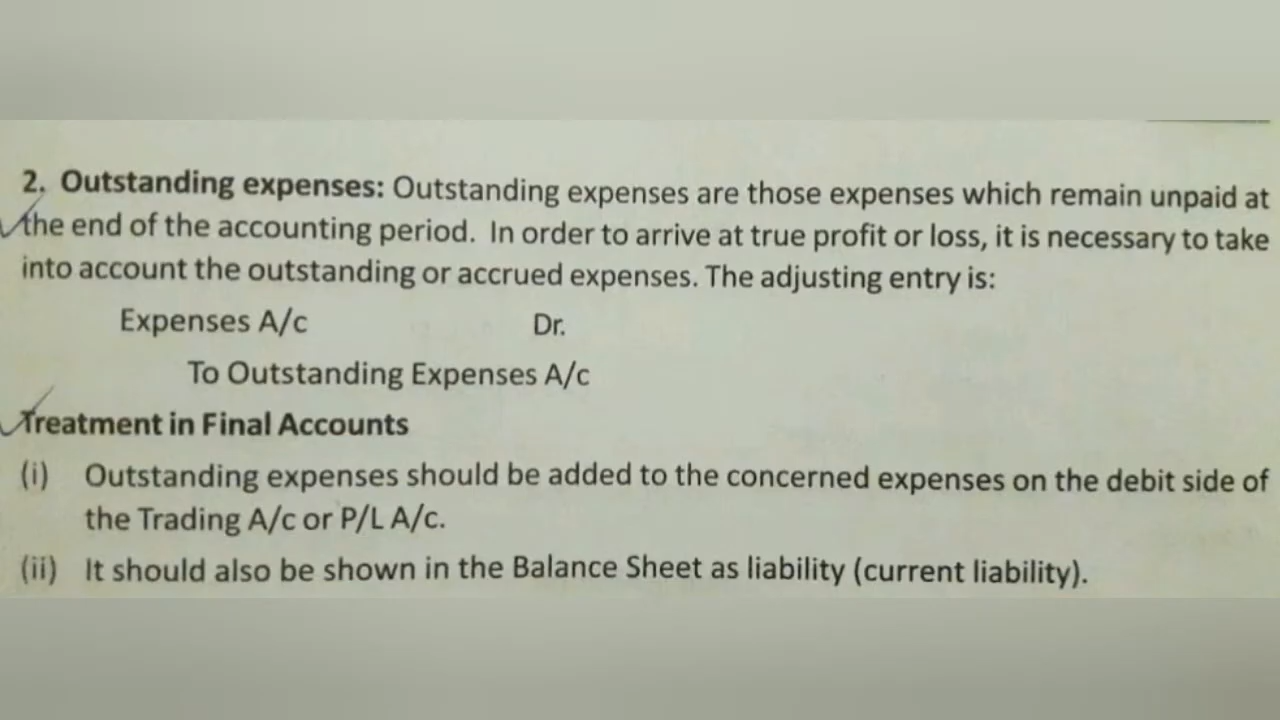 2. Outstanding expenses: Outstanding expenses are those expenses which remain unpaid at
the end of the accounting period. In order to arrive at true profit or loss, it is necessary to take
into account the outstanding or accrued expenses. The adjusting entry is:
Expenses A/c Dr.
To Outstanding Expenses A/c
Treatment in Final Accounts
(i) Outstanding expenses should be added to the concerned expenses on the debit side of
the Trading A/c or P/L A/c.
(ii) It should also be shown in the Balance Sheet as liability (current liability).